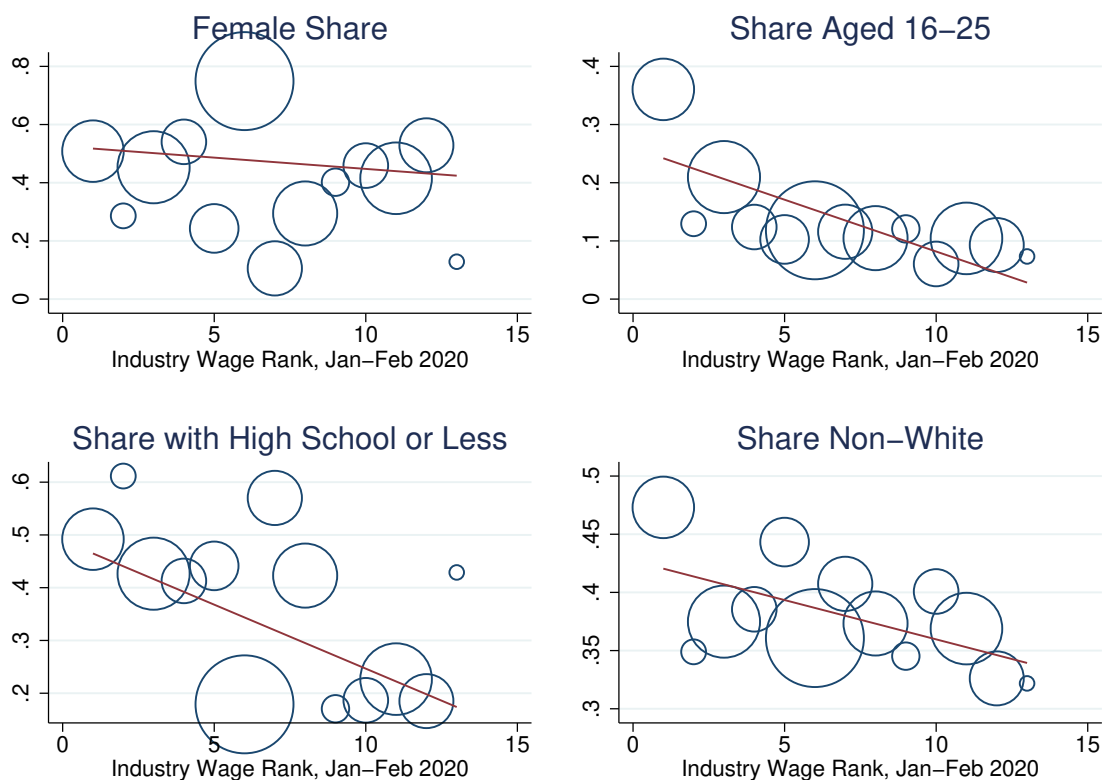 Female Share
.8
.6
.4
.2
0
0 5 10 15
Industry Wage Rank, Jan−Feb 2020
Share Aged 16−25
.4
.3
.2
.1
0
0 5 10 15
Industry Wage Rank, Jan−Feb 2020
Share with High School or Less
.6
.5
.4
.3
.2
0 5 10 15
Industry Wage Rank, Jan−Feb 2020
Share Non−White
.5
.45
.4
.35
.3
0 5 10 15
Industry Wage Rank, Jan−Feb 2020